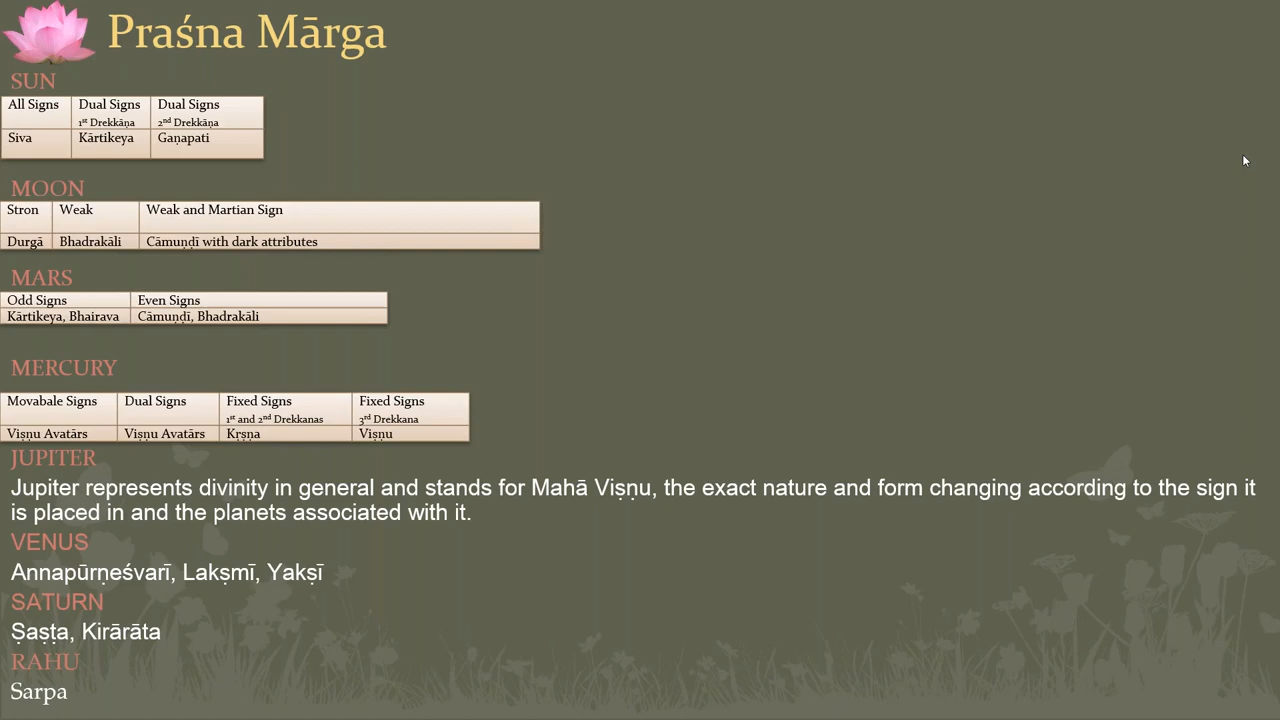 Praśna Mārga
SUN
All Signs Dual Signs Dual Signs
1st Drekkāṇa 2nd Drekkāṇa
Siva Kārtikeya Gaṇapati
MOON
Stron Weak Weak and Martian Sign
Durgā Bhadrakāli Cāmuṇḍī with dark attributes
MARS
Odd Signs Even Signs
Kārtikeya, Bhairava Cāmuṇḍī, Bhadrakāli
MERCURY
Movabale Signs Dual Signs Fixed Signs Fixed Signs
1st and 2nd Drekkanas 3rd Drekkana
Viṣṇu Avatārs Viṣṇu Avatārs Kṛṣṇa Viṣṇu
JUPITER
Jupiter represents divinity in general and stands for Mahā Viṣṇu, the exact nature and form changing according to the sign it
is placed in and the planets associated with it.
VENUS
Annapūrṇeśvarī, Lakṣmī, Yakṣī
SATURN
Ṣaṣṭa, Kirārāta
RAHU
Sarpa